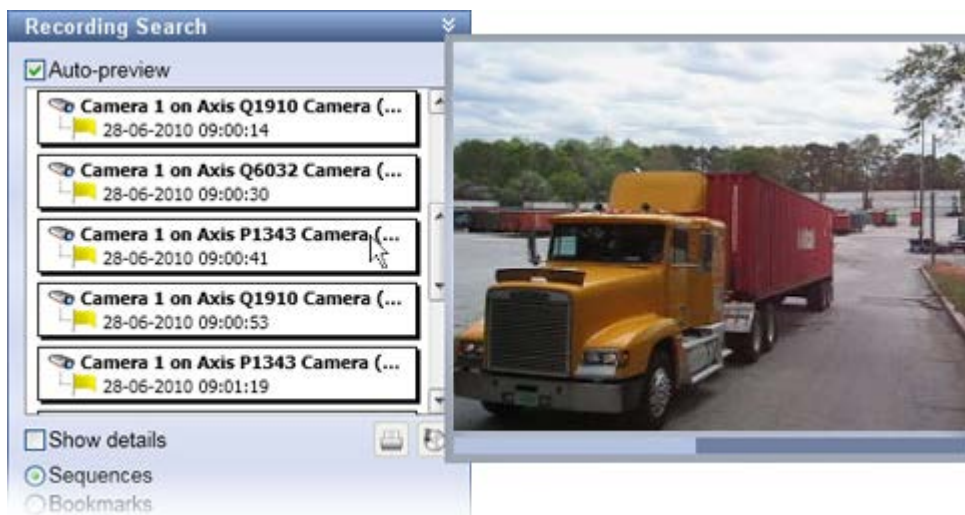 Recording Search
Auto-preview
Camera 1 on Axis Q1910 Camera (...
28-06-2010 09:00:14
Camera 1 on Axis Q6032 Camera (...
28-06-2010 09:00:30
Camera 1 on Axis P1343 Camera (...
28-06-2010 09:00:41
Camera 1 on Axis Q1910 Camera (...
28-06-2010 09:00:53
Camera 1 on Axis P1343 Camera (...
28-06-2010 09:01:19
Show details
Sequences
Bookmarks